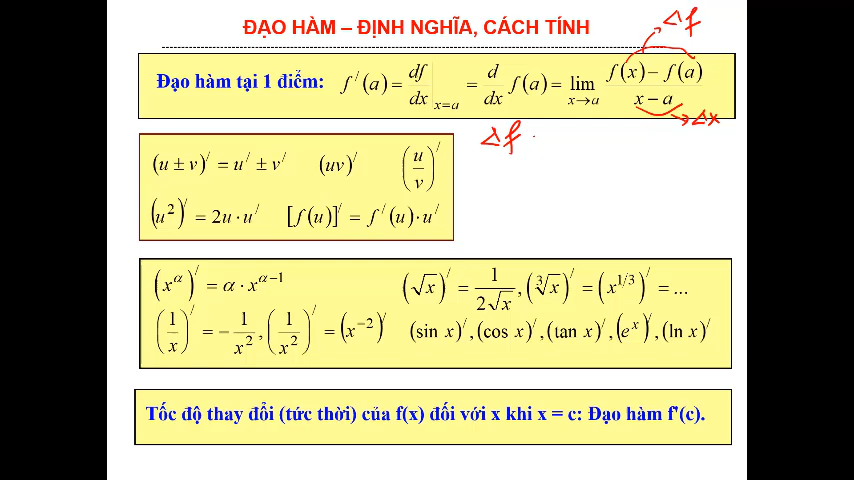 ĐẠO HÀM – ĐỊNH NGHĨA, CÁCH TÍNH
Δf
Đạo hàm tại 1 điểm: f′(a) = df/dx|x=a = d/dx f(a) = lim x→a (f(x) − f(a))/(x − a)
Δx
Δf
(u ± v)′ = u′ ± v′ (uv)′ (u/v)′
(u²)′ = 2u · u′ [f(u)]′ = f′(u) · u′
(x^α)′ = α · x^(α−1) (√x)′ = 1/(2√x), (∛x)′ = (x^(1/3))′ = ...
(1/x)′ = −1/x², (1/x²)′ = (x^(−2))′ (sin x)′, (cos x)′, (tan x)′, (e^x)′, (ln x)′
Tốc độ thay đổi (tức thời) của f(x) đối với x khi x = c: Đạo hàm f'(c).